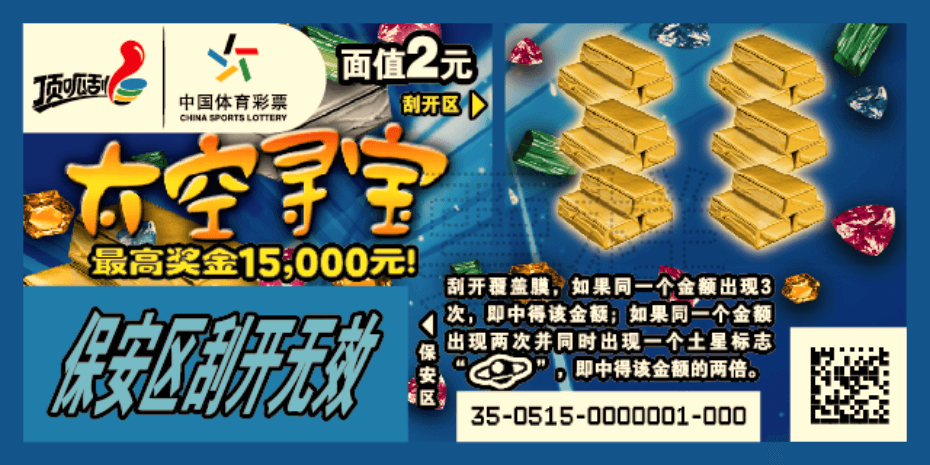 顶呱刮
中国体育彩票
CHINA SPORTS LOTTERY
面值2元
刮开区
太空寻宝
最高奖金15,000元!
保安区刮开无效
保安区
刮开覆盖膜,如果同一个金额出现3
次,即中得该金额;如果同一个金额
出现两次并同时出现一个土星标志
“ ”,即中得该金额的两倍。
35-0515-0000001-000